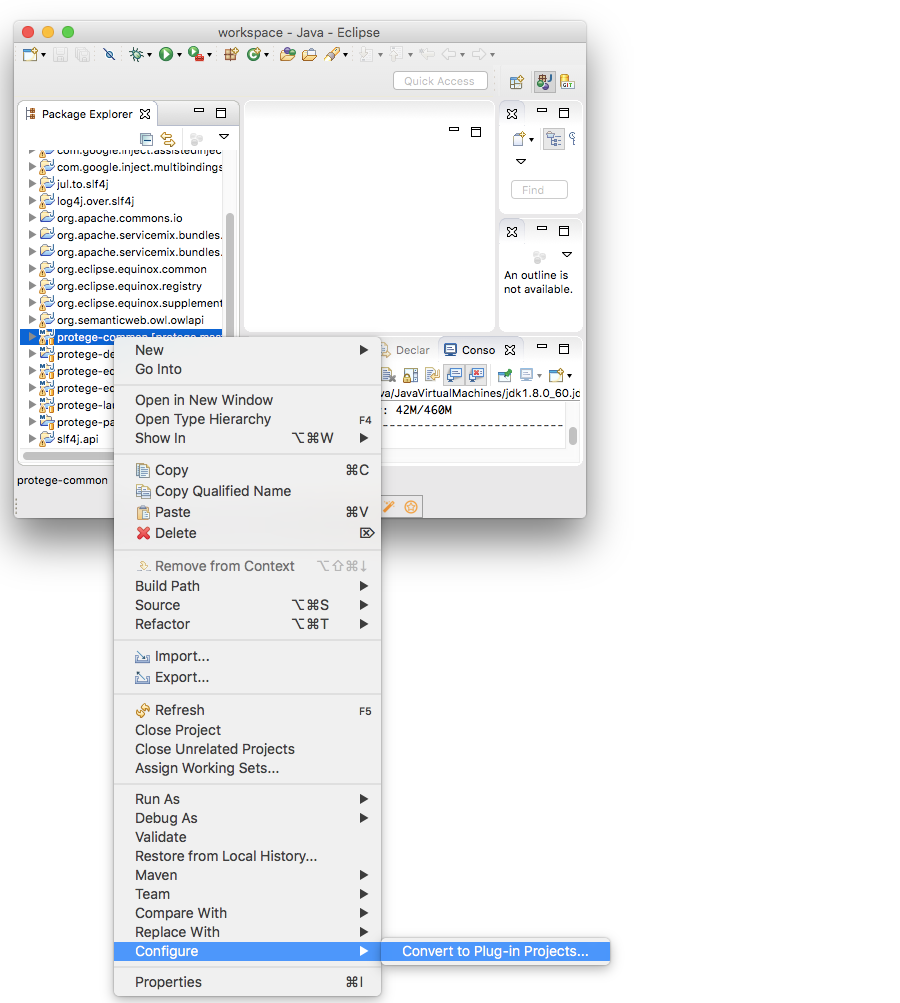 workspace - Java - Eclipse
Quick Access
GIT
Package Explorer
com.google.inject.assistedinjec
com.google.inject.multibindings
jul.to.slf4j
log4j.over.slf4j
org.apache.commons.io
org.apache.servicemix.bundles.
org.apache.servicemix.bundles.
org.eclipse.equinox.common
org.eclipse.equinox.registry
org.eclipse.equinox.supplement
org.semanticweb.owl.owlapi
protege-common [protege mas
protege-de
protege-ed
protege-ed
protege-lau
protege-pa
slf4j.api
protege-common
Find
An outline is
not available.
Declar
Conso
va/JavaVirtualMachines/jdk1.8.0_60.jd
: 42M/460M
------------------------
New
Go Into
Open in New Window
Open Type Hierarchy F4
Show In ⌥⌘W
Copy ⌘C
Copy Qualified Name
Paste ⌘V
Delete ⌦
Remove from Context ⌥⇧⌘↓
Build Path
Source ⌥⌘S
Refactor ⌥⌘T
Import...
Export...
Refresh F5
Close Project
Close Unrelated Projects
Assign Working Sets...
Run As
Debug As
Validate
Restore from Local History...
Maven
Team
Compare With
Replace With
Configure
Convert to Plug-in Projects...
Properties ⌘I